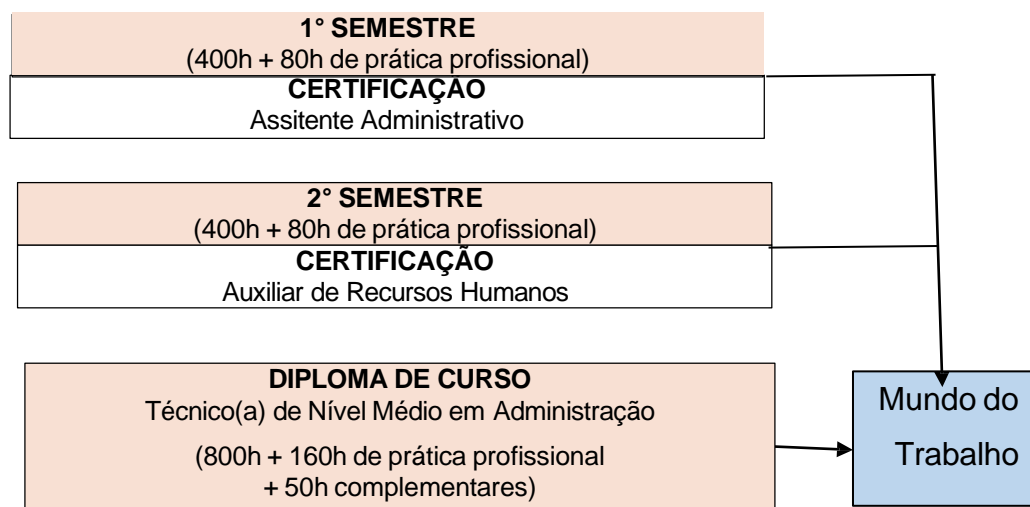 1° SEMESTRE
(400h + 80h de prática profissional)
CERTIFICAÇÃO
Assitente Administrativo
2° SEMESTRE
(400h + 80h de prática profissional)
CERTIFICAÇÃO
Auxiliar de Recursos Humanos
DIPLOMA DE CURSO
Técnico(a) de Nível Médio em Administração
(800h + 160h de prática profissional
+ 50h complementares)
Mundo do
Trabalho